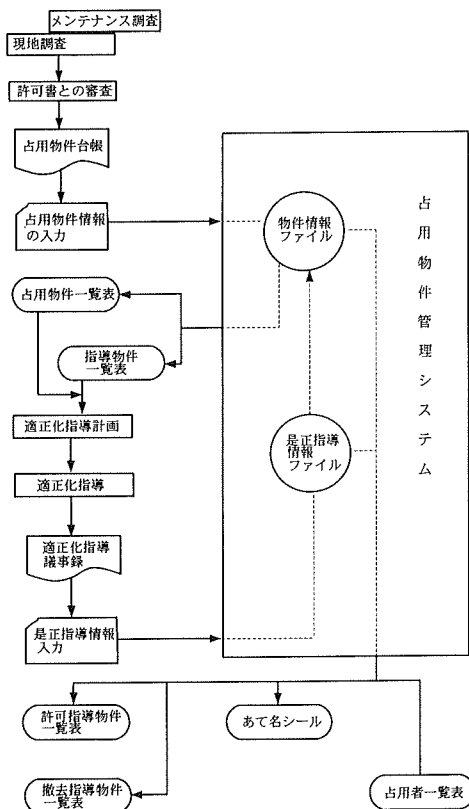 メンテナンス調査
現地調査
許可書との審査
占用物件台帳
占用物件情報
の入力
物件情報
ファイル
占用物件管理システム
占用物件一覧表
指導物件
一覧表
適正化指導計画
是正指導
情報
ファイル
適正化指導
適正化指導
議事録
是正指導情報
入力
許可指導物件
一覧表
あて名シール
撤去指導物件
一覧表
占用者一覧表